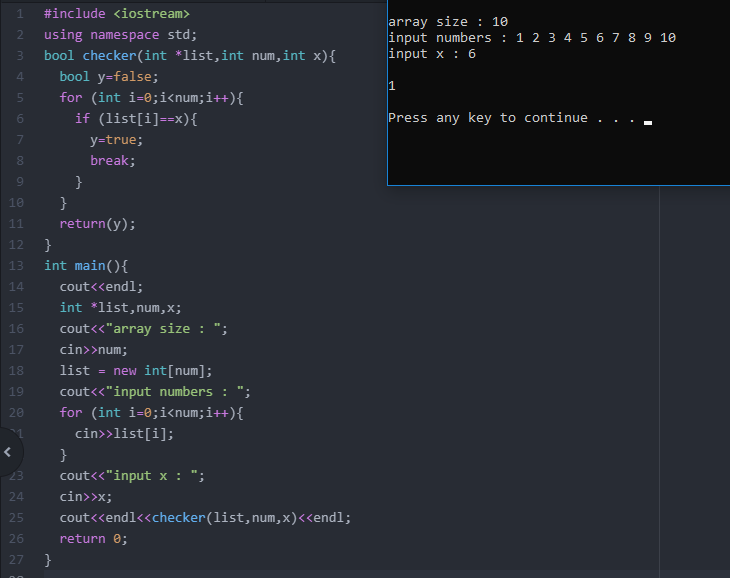 1 #include <iostream>
2 using namespace std;
3 bool checker(int *list,int num,int x){
4 bool y=false;
5 for (int i=0;i<num;i++){
6 if (list[i]==x){
7 y=true;
8 break;
9 }
10 }
11 return(y);
12 }
13 int main(){
14 cout<<endl;
15 int *list,num,x;
16 cout<<"array size : ";
17 cin>>num;
18 list = new int[num];
19 cout<<"input numbers : ";
20 for (int i=0;i<num;i++){
cin>>list[i];
}
23 cout<<"input x : ";
24 cin>>x;
25 cout<<endl<<checker(list,num,x)<<endl;
26 return 0;
27 }
array size : 10
input numbers : 1 2 3 4 5 6 7 8 9 10
input x : 6
1
Press any key to continue . . .